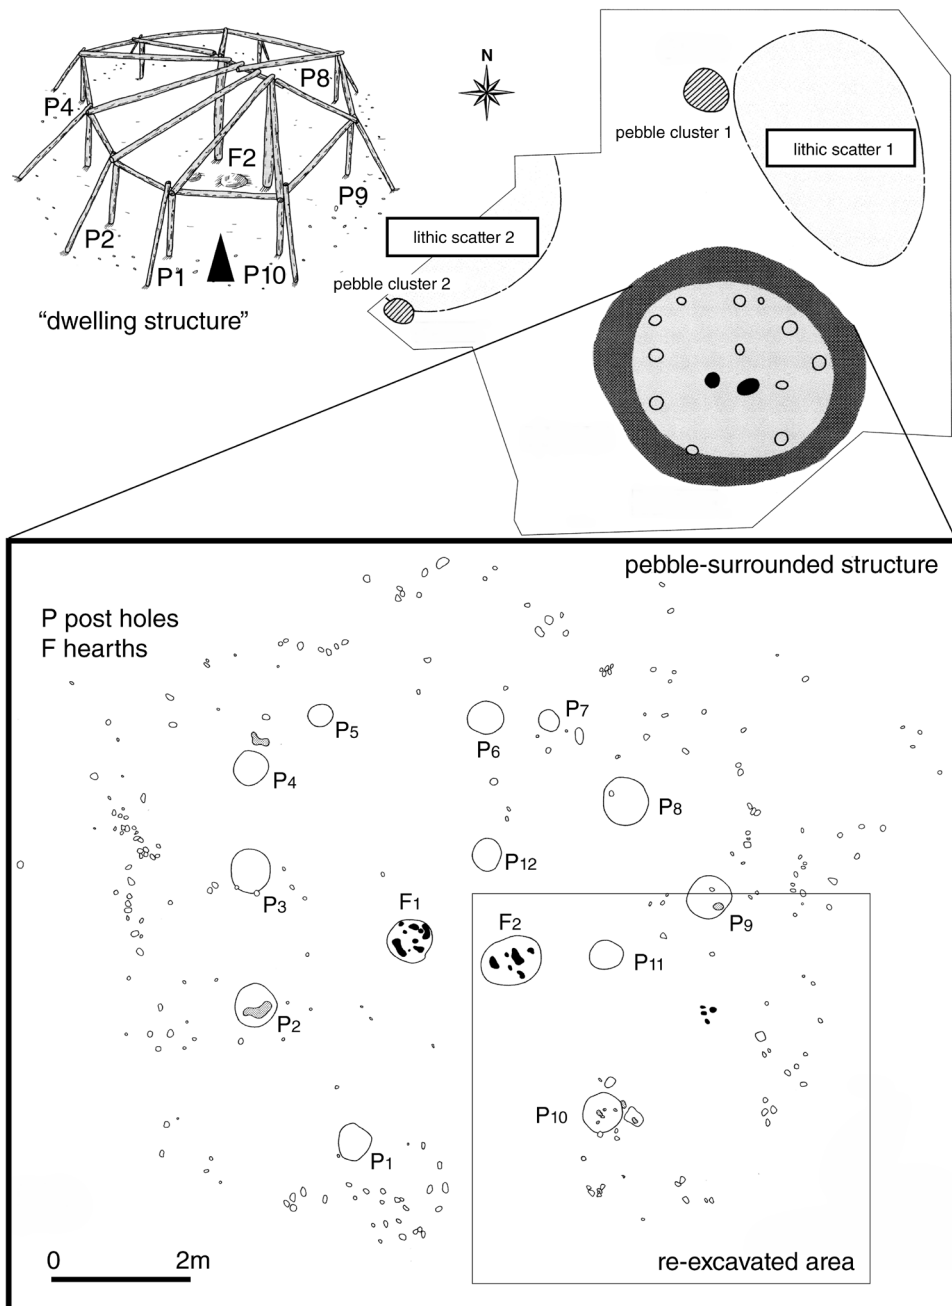 N
P8
pebble cluster 1
lithic scatter 1
P4
F2
P9
lithic scatter 2
P2
P1
P10
pebble cluster 2
“dwelling structure”
pebble-surrounded structure
P post holes
F hearths
P5
P6
P7
P4
P8
P12
P3
F1
F2
P9
P11
P2
P10
P1
0 2m
re-excavated area